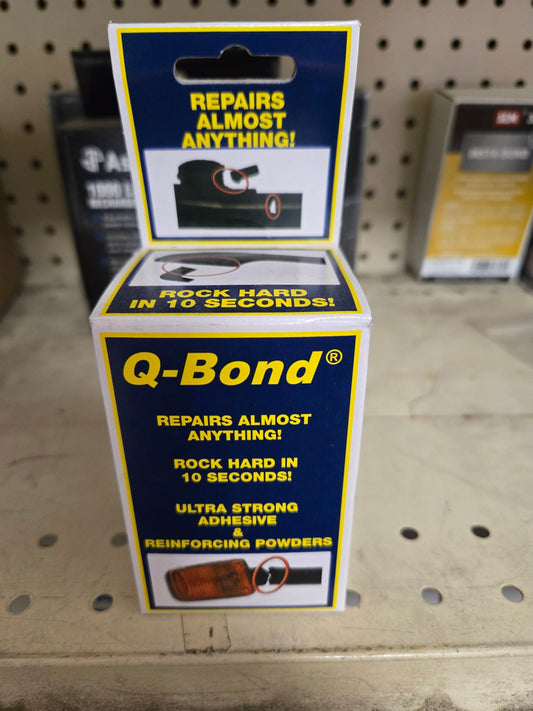 REPAIRS
ALMOST
ANYTHING!
ROCK HARD
IN 10 SECONDS!
Q-Bond®
REPAIRS ALMOST
ANYTHING!
ROCK HARD IN
10 SECONDS!
ULTRA STRONG
ADHESIVE
&
REINFORCING POWDERS
SEM